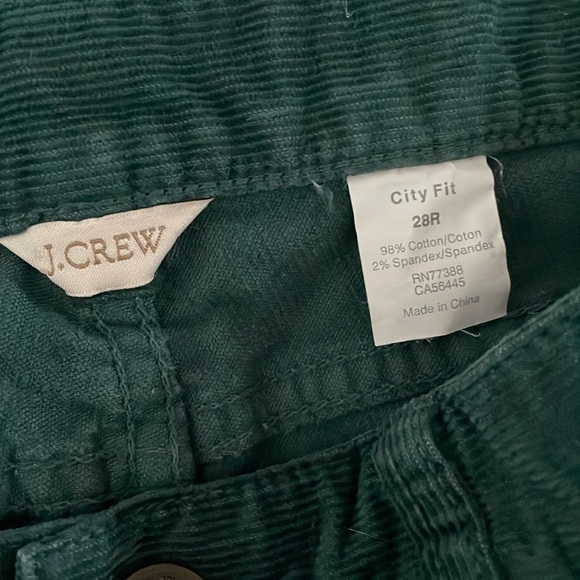 J.CREW
City Fit
28R
98% Cotton/Coton
2% Spandex/Spandex
RN77388
CA56445
Made in China